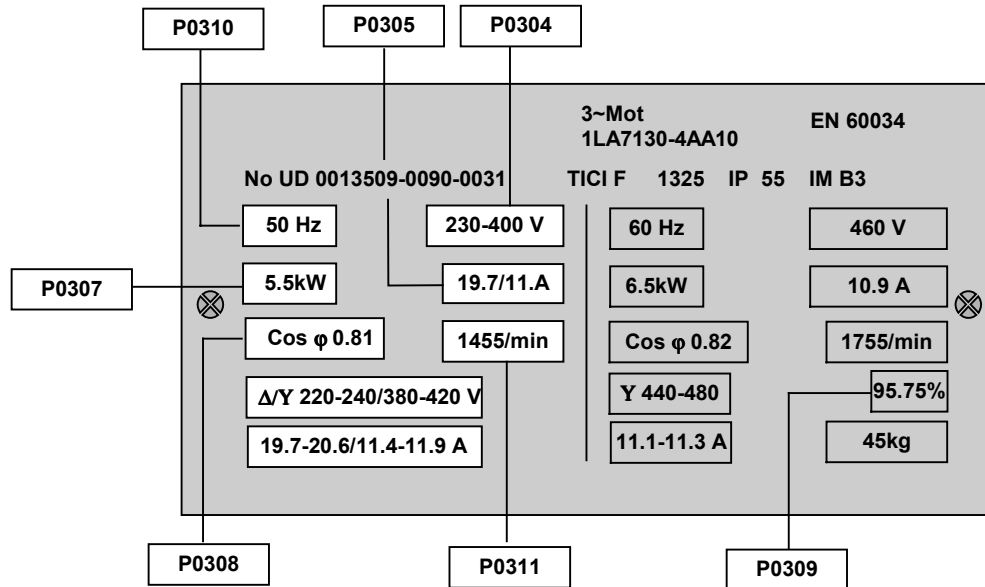 P0310 P0305 P0304
3~Mot EN 60034
1LA7130-4AA10
No UD 0013509-0090-0031 TICI F 1325 IP 55 IM B3
50 Hz 230-400 V 60 Hz 460 V
P0307 5.5kW 19.7/11.A 6.5kW 10.9 A
Cos φ 0.81 1455/min Cos φ 0.82 1755/min
Δ/Y 220-240/380-420 V Y 440-480 95.75%
19.7-20.6/11.4-11.9 A 11.1-11.3 A 45kg
P0308 P0311 P0309